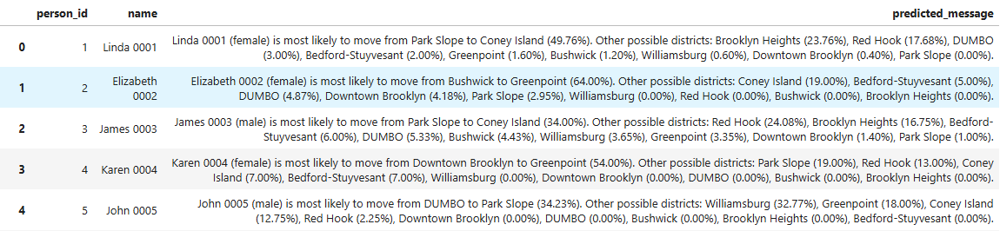 person_id name predicted_message
0 1 Linda 0001 Linda 0001 (female) is most likely to move from Park Slope to Coney Island (49.76%). Other possible districts: Brooklyn Heights (23.76%), Red Hook (17.68%), DUMBO
(3.00%), Bedford-Stuyvesant (2.00%), Greenpoint (1.60%), Bushwick (1.20%), Williamsburg (0.60%), Downtown Brooklyn (0.40%), Park Slope (0.00%).
1 2 Elizabeth 0002 Elizabeth 0002 (female) is most likely to move from Bushwick to Greenpoint (64.00%). Other possible districts: Coney Island (19.00%), Bedford-Stuyvesant (5.00%),
DUMBO (4.87%), Downtown Brooklyn (4.18%), Park Slope (2.95%), Williamsburg (0.00%), Red Hook (0.00%), Bushwick (0.00%), Brooklyn Heights (0.00%).
2 3 James 0003 James 0003 (male) is most likely to move from Park Slope to Coney Island (34.00%). Other possible districts: Red Hook (24.08%), Brooklyn Heights (16.75%), Bedford-
Stuyvesant (6.00%), DUMBO (5.33%), Bushwick (4.43%), Williamsburg (3.65%), Greenpoint (3.35%), Downtown Brooklyn (1.40%), Park Slope (1.00%).
3 4 Karen 0004 Karen 0004 (female) is most likely to move from Downtown Brooklyn to Greenpoint (54.00%). Other possible districts: Park Slope (19.00%), Red Hook (13.00%), Coney
Island (7.00%), Bedford-Stuyvesant (7.00%), Williamsburg (0.00%), Downtown Brooklyn (0.00%), DUMBO (0.00%), Bushwick (0.00%), Brooklyn Heights (0.00%).
4 5 John 0005 John 0005 (male) is most likely to move from DUMBO to Park Slope (34.23%). Other possible districts: Williamsburg (32.77%), Greenpoint (18.00%), Coney Island
(12.75%), Red Hook (2.25%), Downtown Brooklyn (0.00%), DUMBO (0.00%), Bushwick (0.00%), Brooklyn Heights (0.00%), Bedford-Stuyvesant (0.00%).